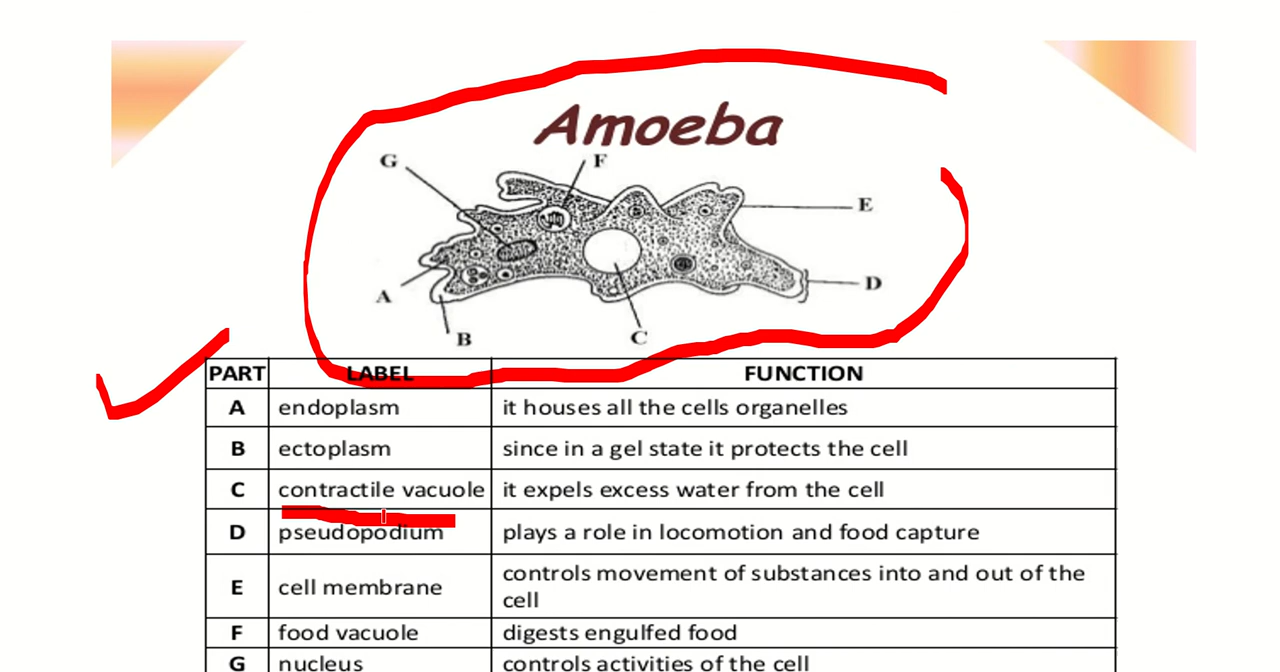 Amoeba
G
F
E
D
A
B
C
PART LABEL FUNCTION
A endoplasm it houses all the cells organelles
B ectoplasm since in a gel state it protects the cell
C contractile vacuole it expels excess water from the cell
D pseudopodium plays a role in locomotion and food capture
E cell membrane controls movement of substances into and out of the
cell
F food vacuole digests engulfed food
G nucleus controls activities of the cell